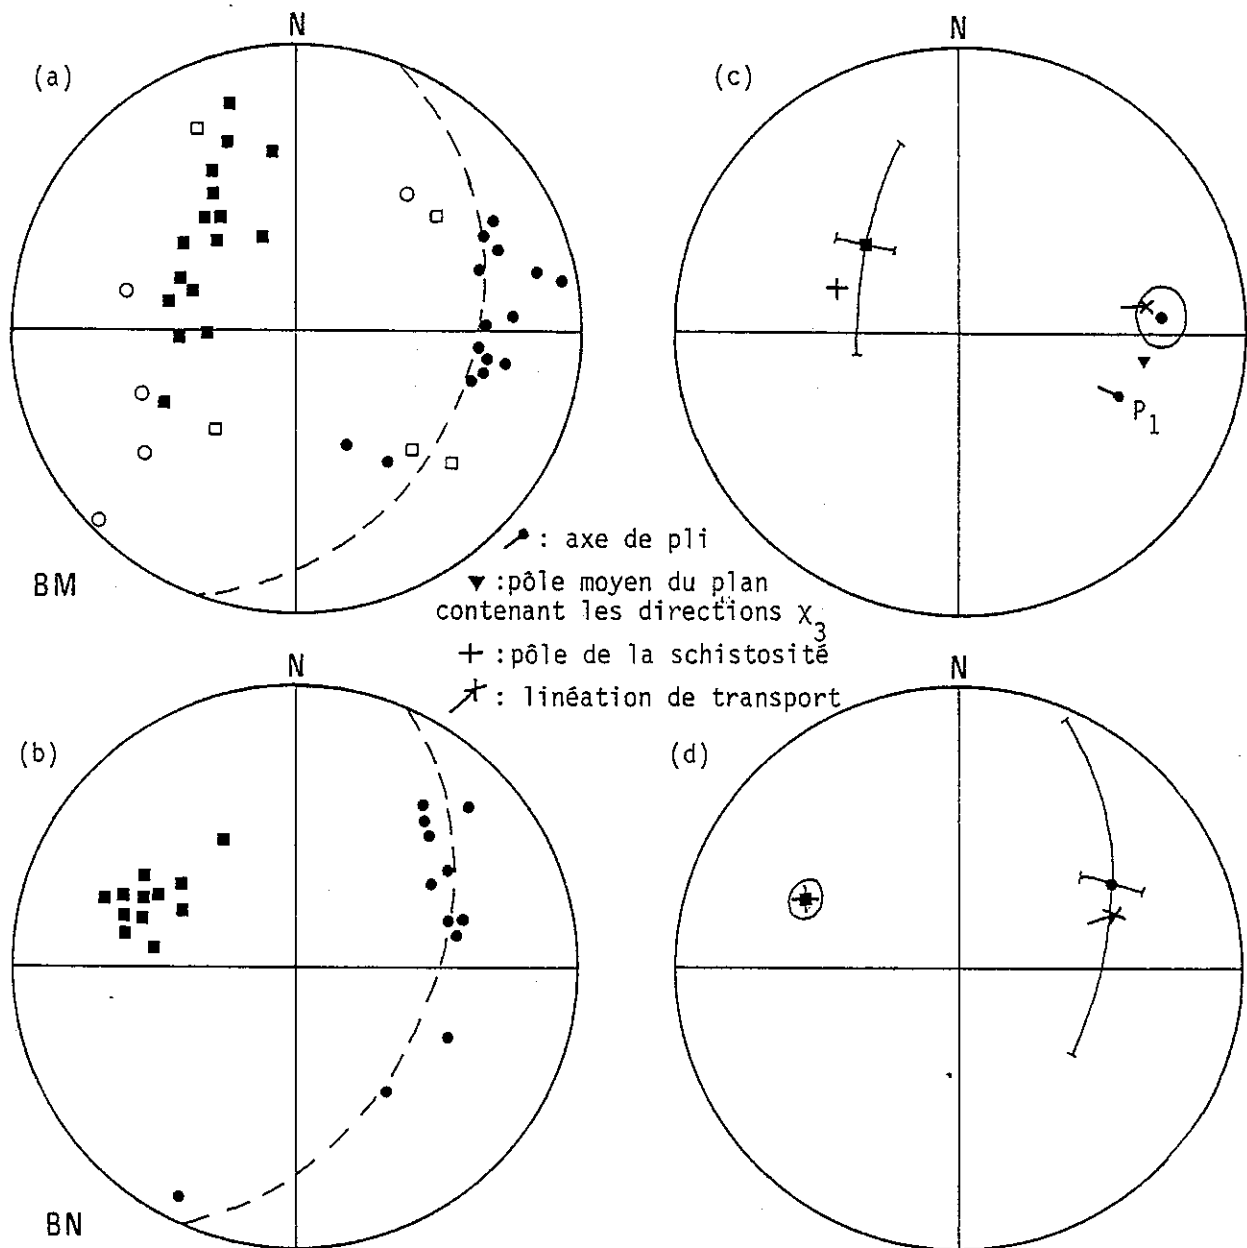 N
N
(a)
(c)
P1
: axe de pli
:pôle moyen du plan
contenant les directions X3
BM
: pôle de la schistosité
: linéation de transport
N
N
(b)
(d)
BN